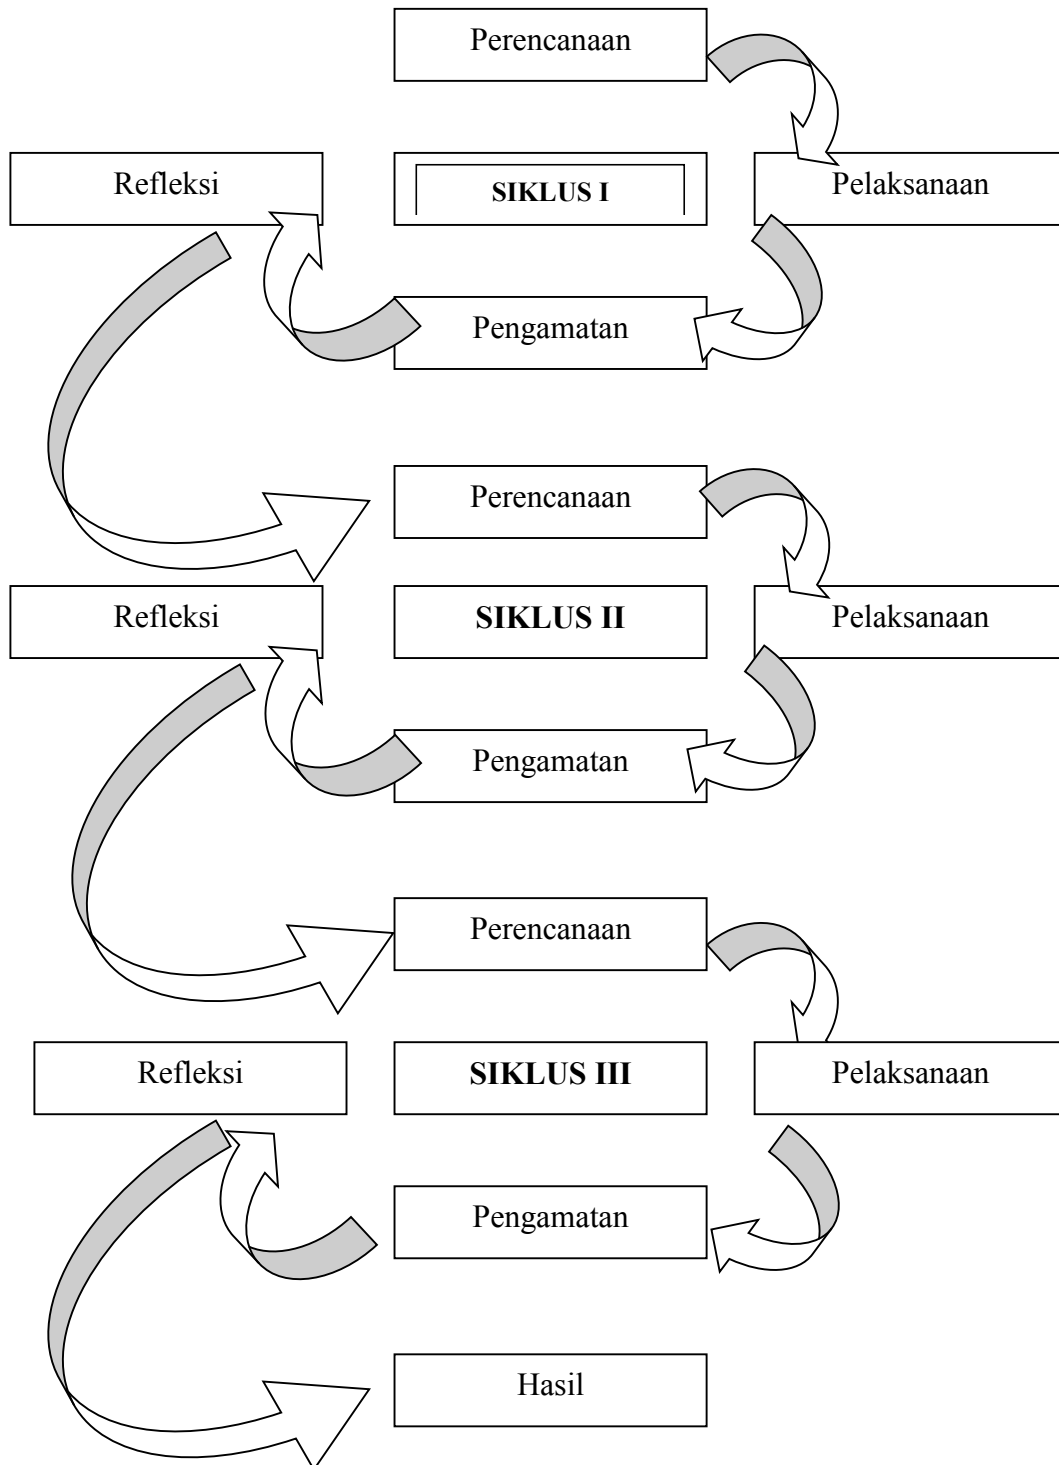 Perencanaan
Refleksi
SIKLUS I
Pelaksanaan
Pengamatan
Perencanaan
Refleksi
SIKLUS II
Pelaksanaan
Pengamatan
Perencanaan
Refleksi
SIKLUS III
Pelaksanaan
Pengamatan
Hasil